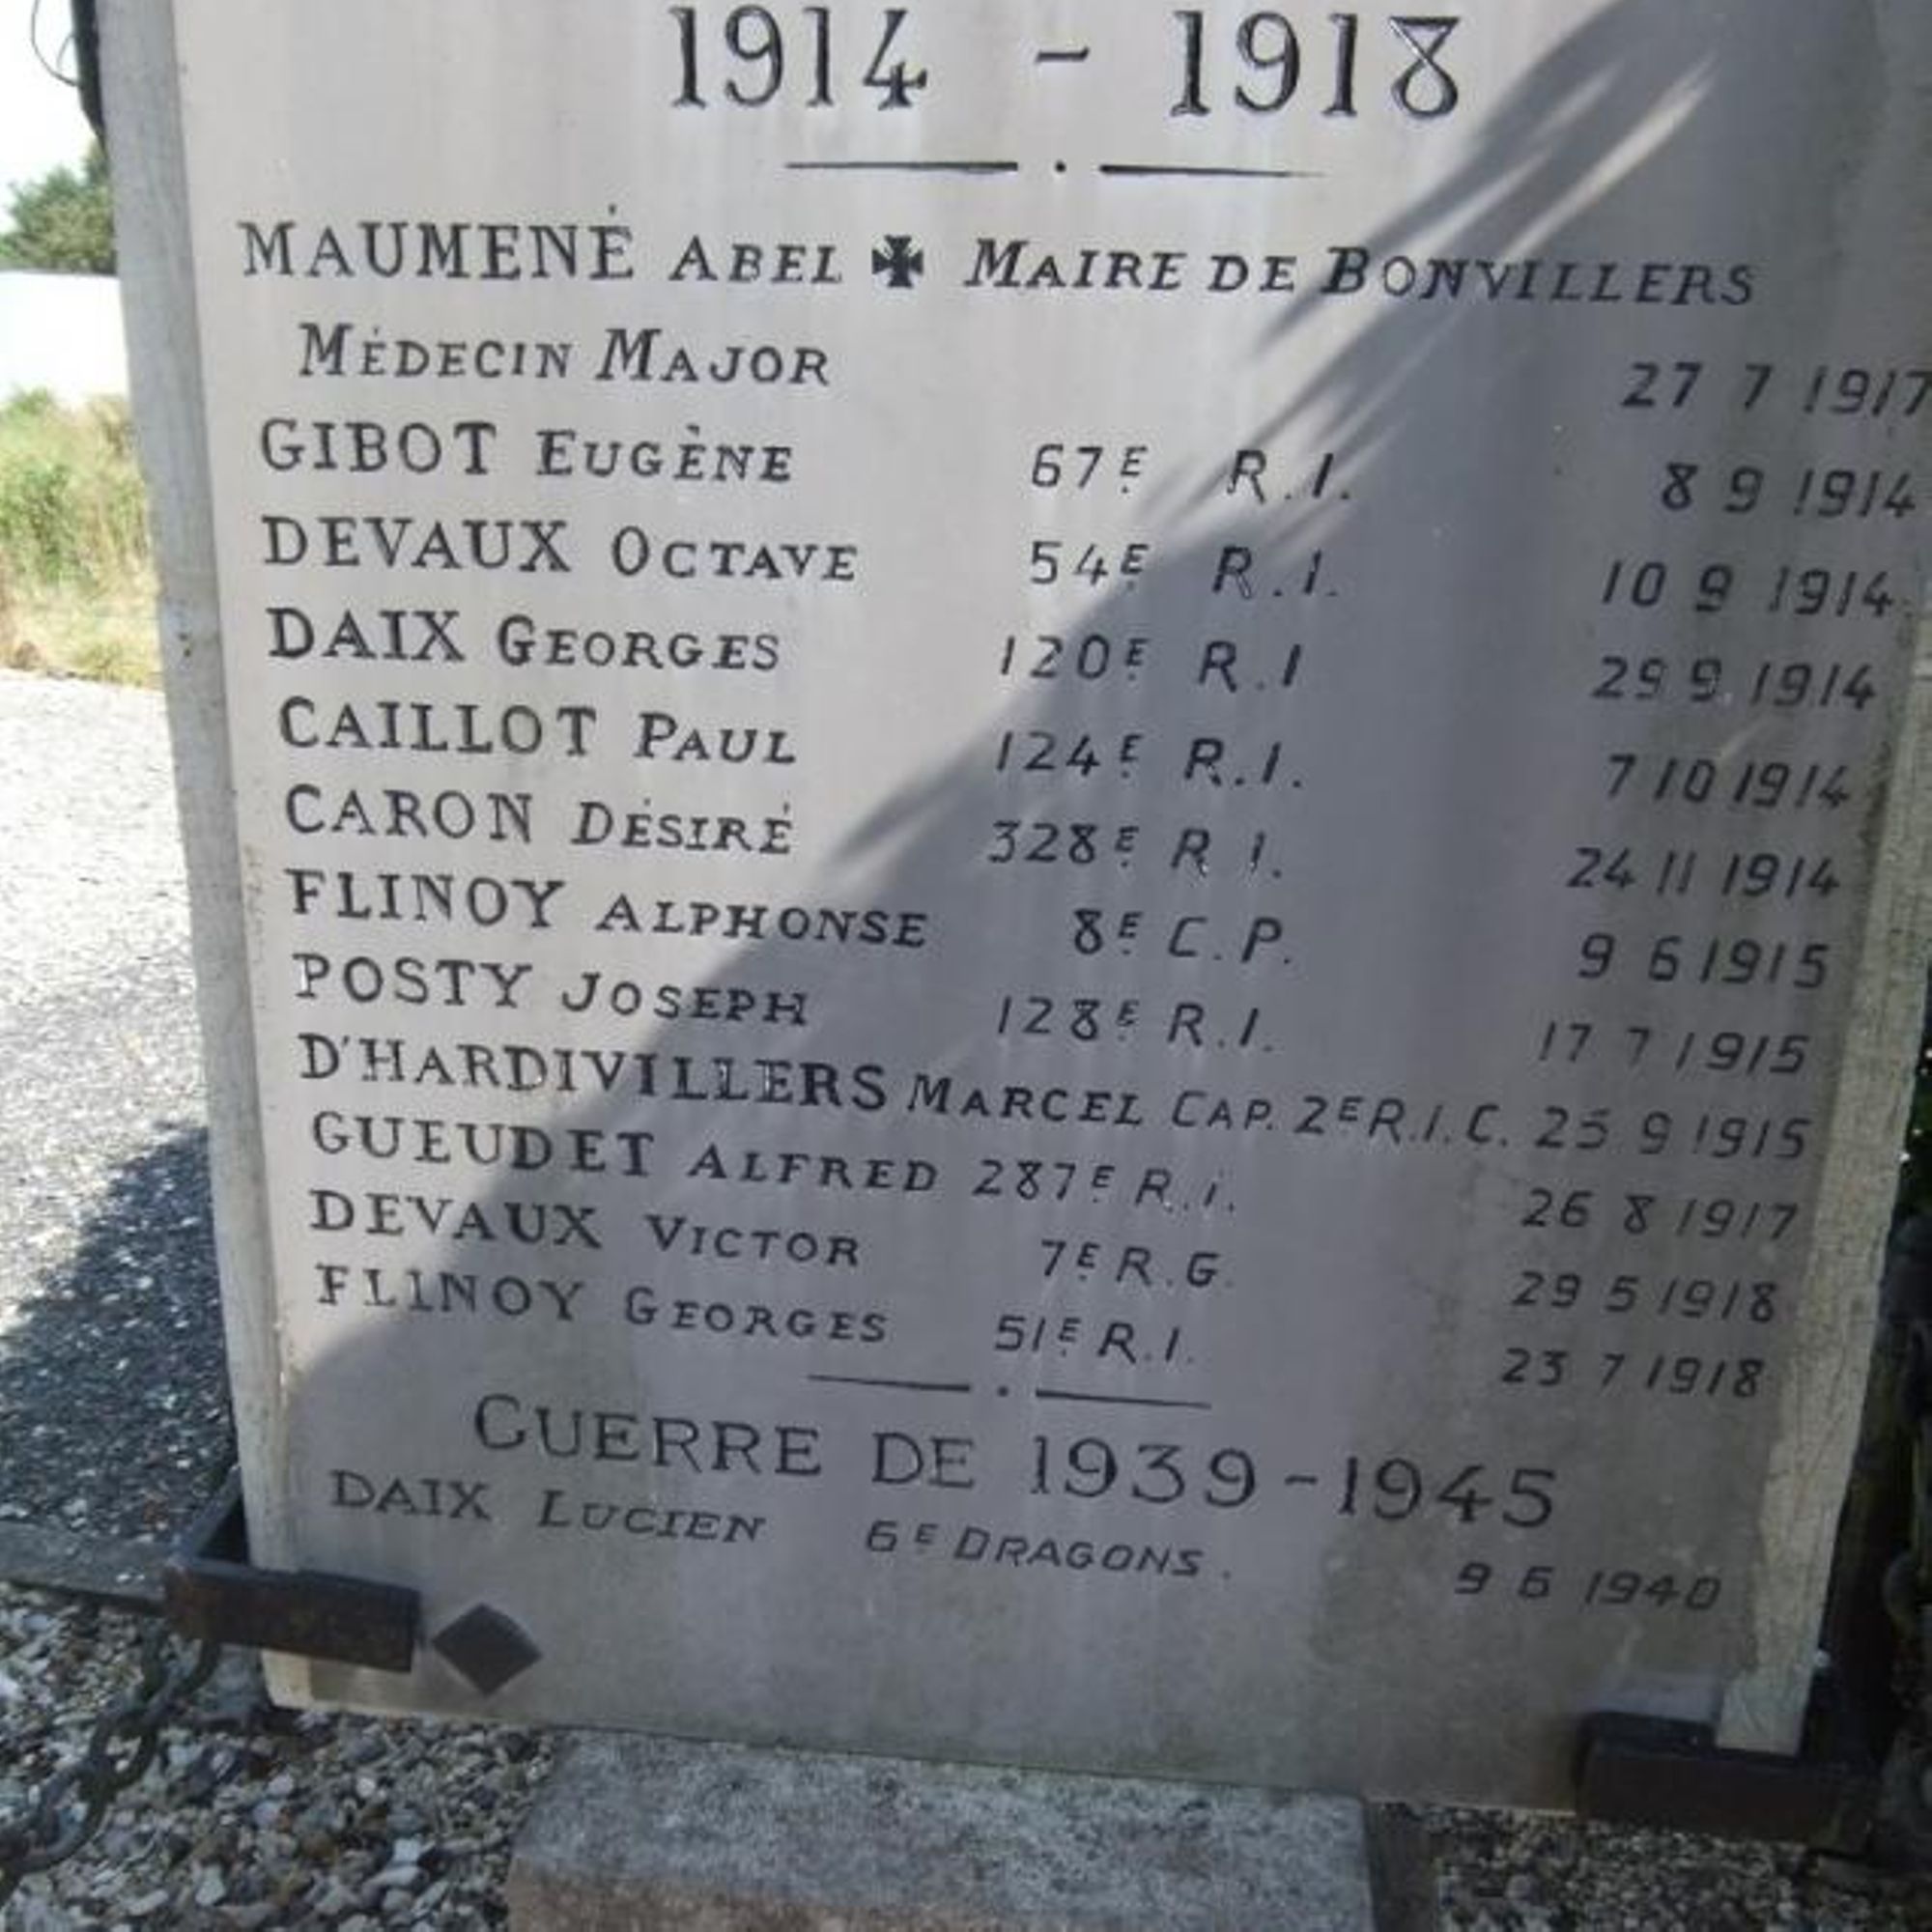 1914 - 1918
MAUMENÉ ABEL ✠ MAIRE DE BONVILLERS
MÉDECIN MAJOR 27 7 1917
GIBOT EUGÈNE 67E R.I. 8 9 1914
DEVAUX OCTAVE 54E R.I. 10 9 1914
DAIX GEORGES 120E R.I 29 9 1914
CAILLOT PAUL 124E R.I. 7 10 1914
CARON DÉSIRÉ 328E R I. 24 11 1914
FLINOY ALPHONSE 8E C.P. 9 6 1915
POSTY JOSEPH 128E R.I. 17 7 1915
D'HARDIVILLERS MARCEL CAP. 2E R.I.C. 25 9 1915
GUEUDET ALFRED 287E R.I. 26 8 1917
DEVAUX VICTOR 7E R.G. 29 5 1918
FLINOY GEORGES 51E R.I. 23 7 1918
GUERRE DE 1939-1945
DAIX LUCIEN 6E DRAGONS. 9 6 1940